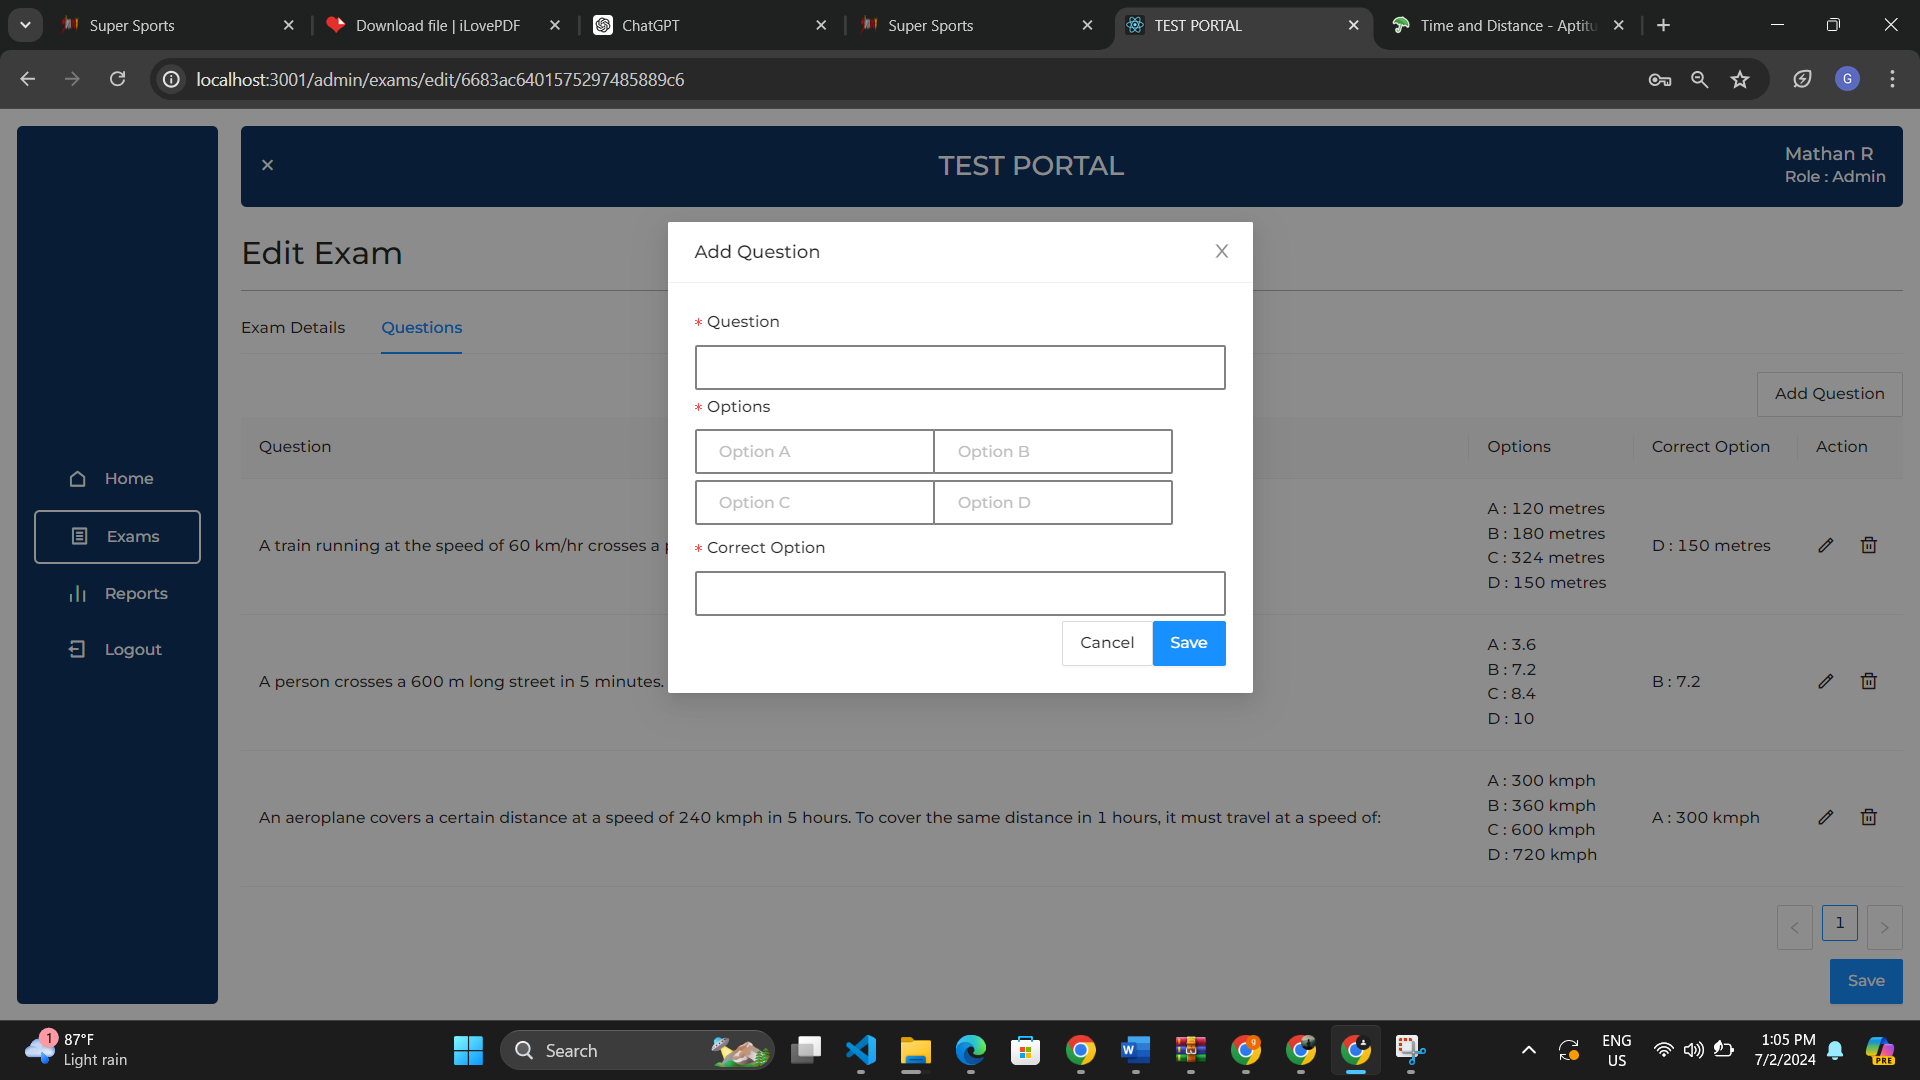 Super Sports
Download file | iLovePDF
ChatGPT
Super Sports
TEST PORTAL
Time and Distance - Aptitu
localhost:3001/admin/exams/edit/6683ac6401575297485889c6
G
TEST PORTAL
Mathan R
Role : Admin
Home
Exams
Reports
Logout
Edit Exam
Exam Details
Questions
Add Question
Question
Options
Correct Option
Action
A train running at the speed of 60 km/hr crosses a
A : 120 metres
B : 180 metres
C : 324 metres
D : 150 metres
D : 150 metres
A person crosses a 600 m long street in 5 minutes.
A : 3.6
B : 7.2
C : 8.4
D : 10
B : 7.2
An aeroplane covers a certain distance at a speed of 240 kmph in 5 hours. To cover the same distance in 1 hours, it must travel at a speed of:
A : 300 kmph
B : 360 kmph
C : 600 kmph
D : 720 kmph
A : 300 kmph
< 1 >
Save
Add Question
X
* Question
* Options
Option A
Option B
Option C
Option D
* Correct Option
Cancel
Save
1
87°F
Light rain
Search
9
ENG
US
1:05 PM
7/2/2024
PRE